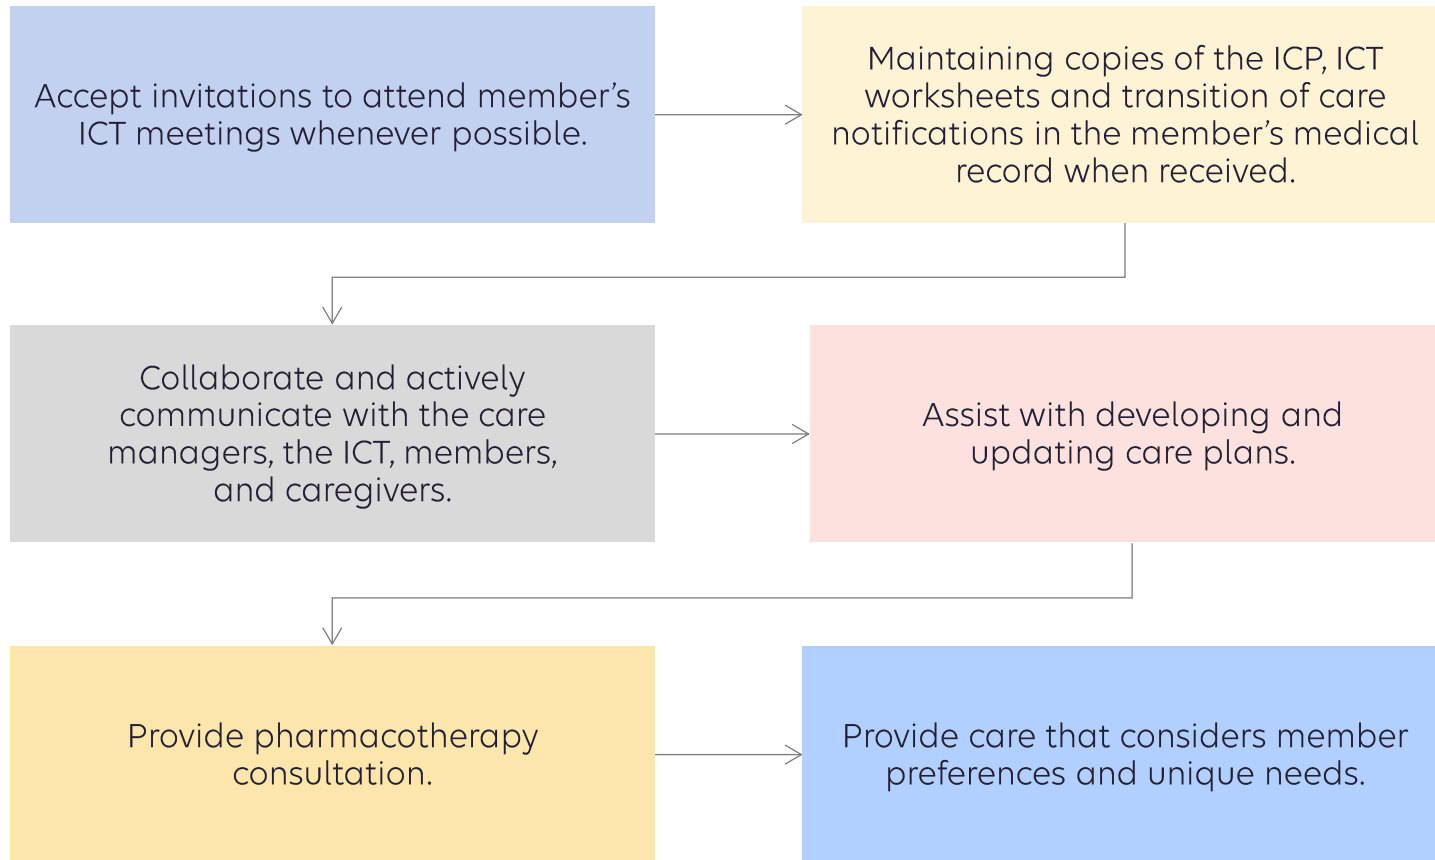 Accept invitations to attend member’s
ICT meetings whenever possible.
Maintaining copies of the ICP, ICT
worksheets and transition of care
notifications in the member’s medical
record when received.
Collaborate and actively
communicate with the care
managers, the ICT, members,
and caregivers.
Assist with developing and
updating care plans.
Provide pharmacotherapy
consultation.
Provide care that considers member
preferences and unique needs.